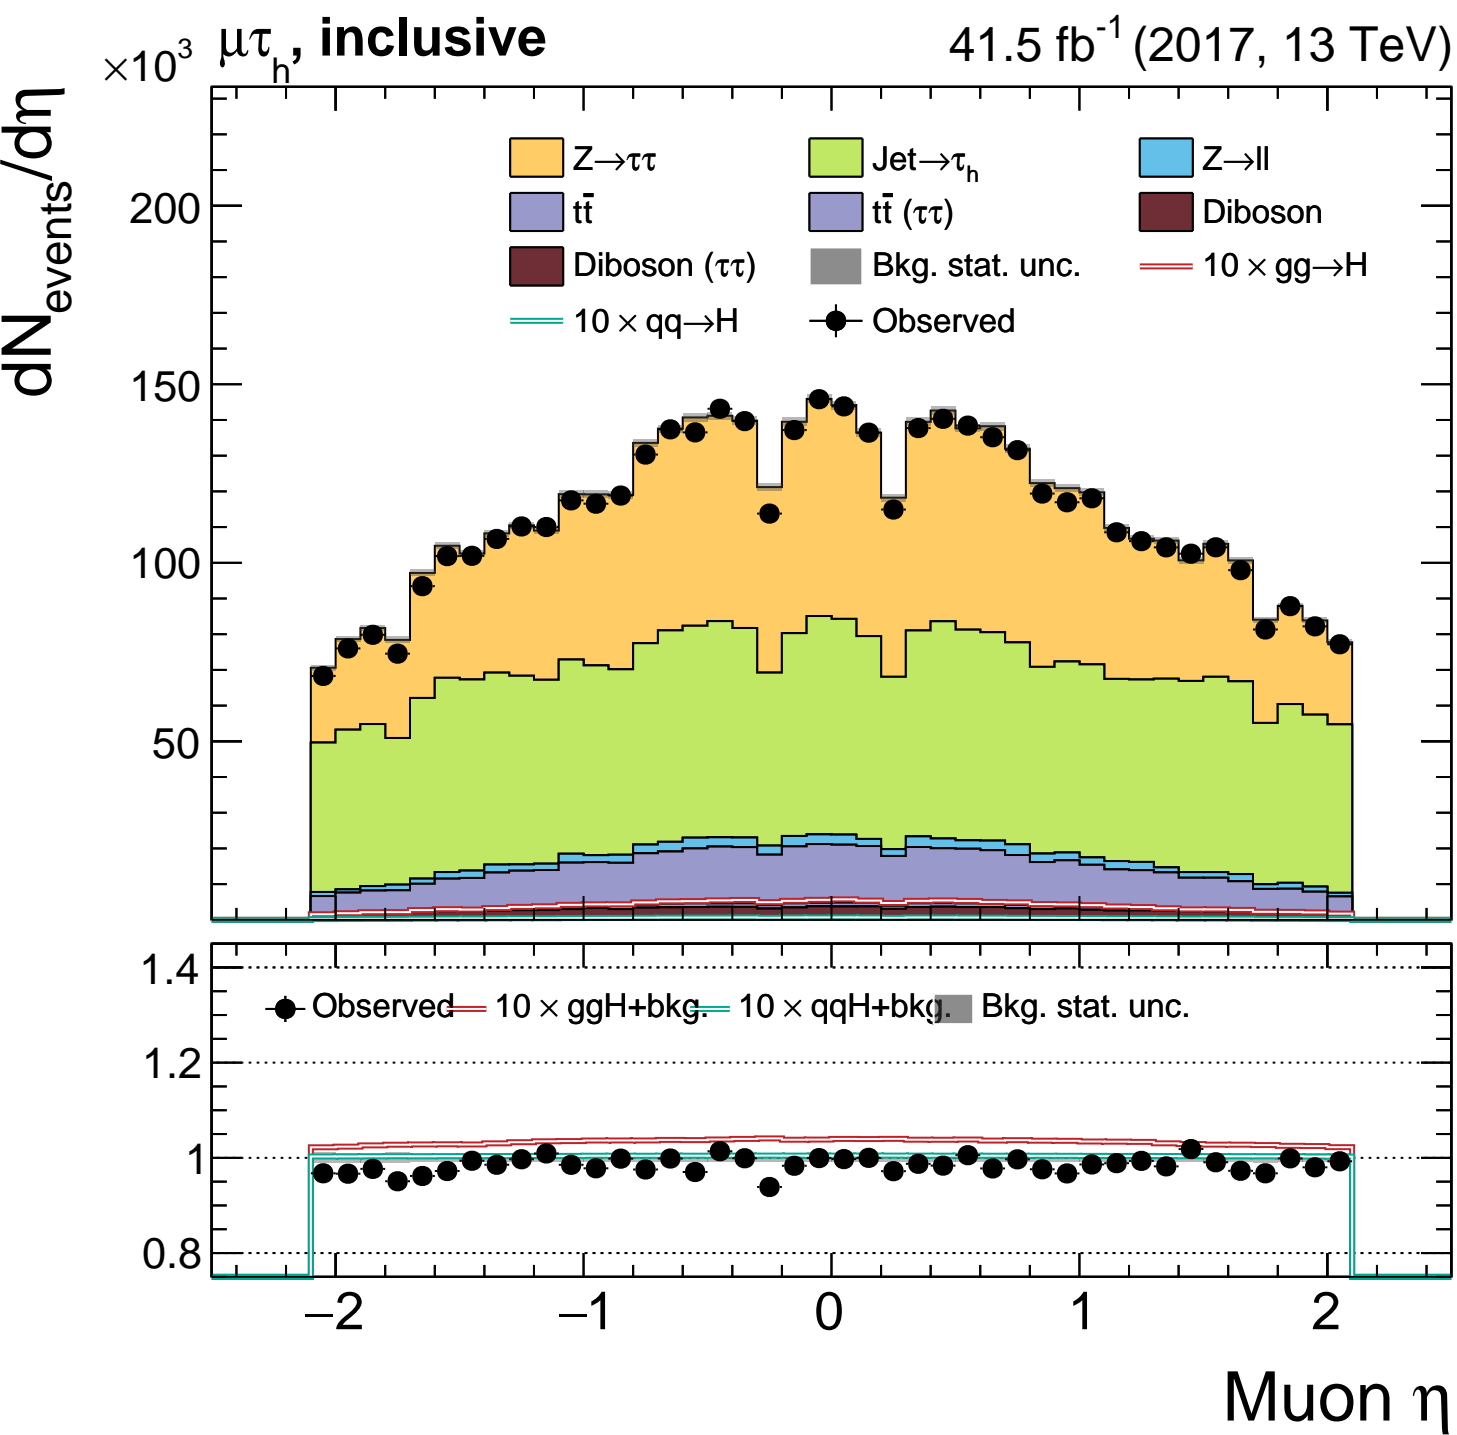 ×10³ μτₕ, inclusive 41.5 fb⁻¹ (2017, 13 TeV)
dN_events/dη
Z→ττ Jet→τₕ Z→ll
tt̄ tt̄ (ττ) Diboson
Diboson (ττ) Bkg. stat. unc. 10 × gg→H
10 × qq→H Observed
200
150
100
50
1.4
Observed 10 × ggH+bkg. 10 × qqH+bkg. Bkg. stat. unc.
1.2
1
0.8
−2 −1 0 1 2
Muon η